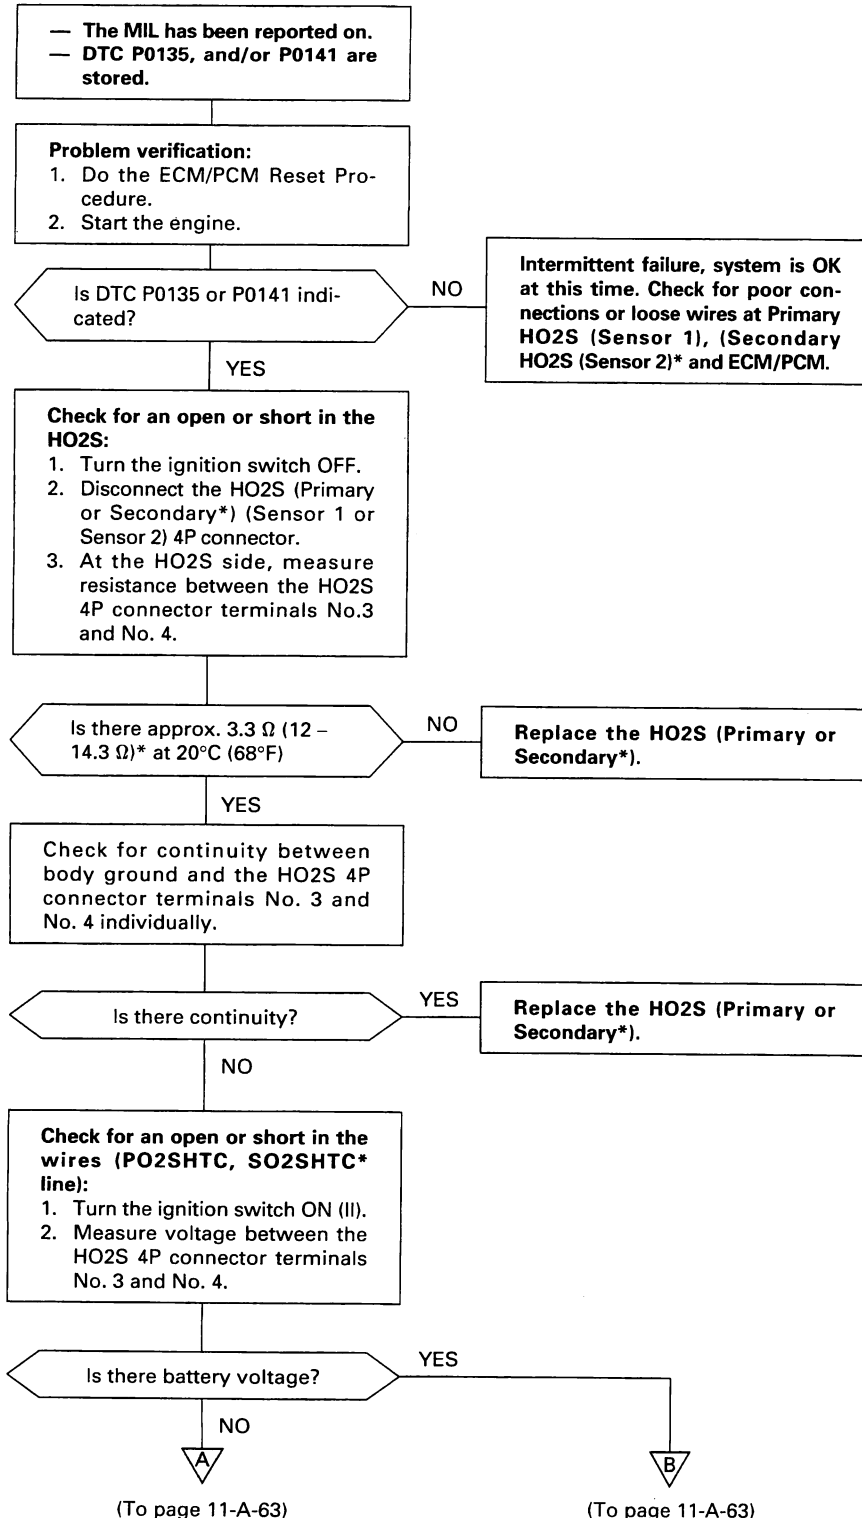 — The MIL has been reported on.
— DTC P0135, and/or P0141 are
stored.
Problem verification:
1. Do the ECM/PCM Reset Pro-
cedure.
2. Start the engine.
Is DTC P0135 or P0141 indi-
cated?
NO
Intermittent failure, system is OK
at this time. Check for poor con-
nections or loose wires at Primary
HO2S (Sensor 1), (Secondary
HO2S (Sensor 2)* and ECM/PCM.
YES
Check for an open or short in the
HO2S:
1. Turn the ignition switch OFF.
2. Disconnect the HO2S (Primary
or Secondary*) (Sensor 1 or
Sensor 2) 4P connector.
3. At the HO2S side, measure
resistance between the HO2S
4P connector terminals No.3
and No. 4.
Is there approx. 3.3 Ω (12 –
14.3 Ω)* at 20°C (68°F)
NO
Replace the HO2S (Primary or
Secondary*).
YES
Check for continuity between
body ground and the HO2S 4P
connector terminals No. 3 and
No. 4 individually.
Is there continuity?
YES
Replace the HO2S (Primary or
Secondary*).
NO
Check for an open or short in the
wires (PO2SHTC, SO2SHTC*
line):
1. Turn the ignition switch ON (II).
2. Measure voltage between the
HO2S 4P connector terminals
No. 3 and No. 4.
Is there battery voltage?
YES
NO
A
B
(To page 11-A-63)
(To page 11-A-63)